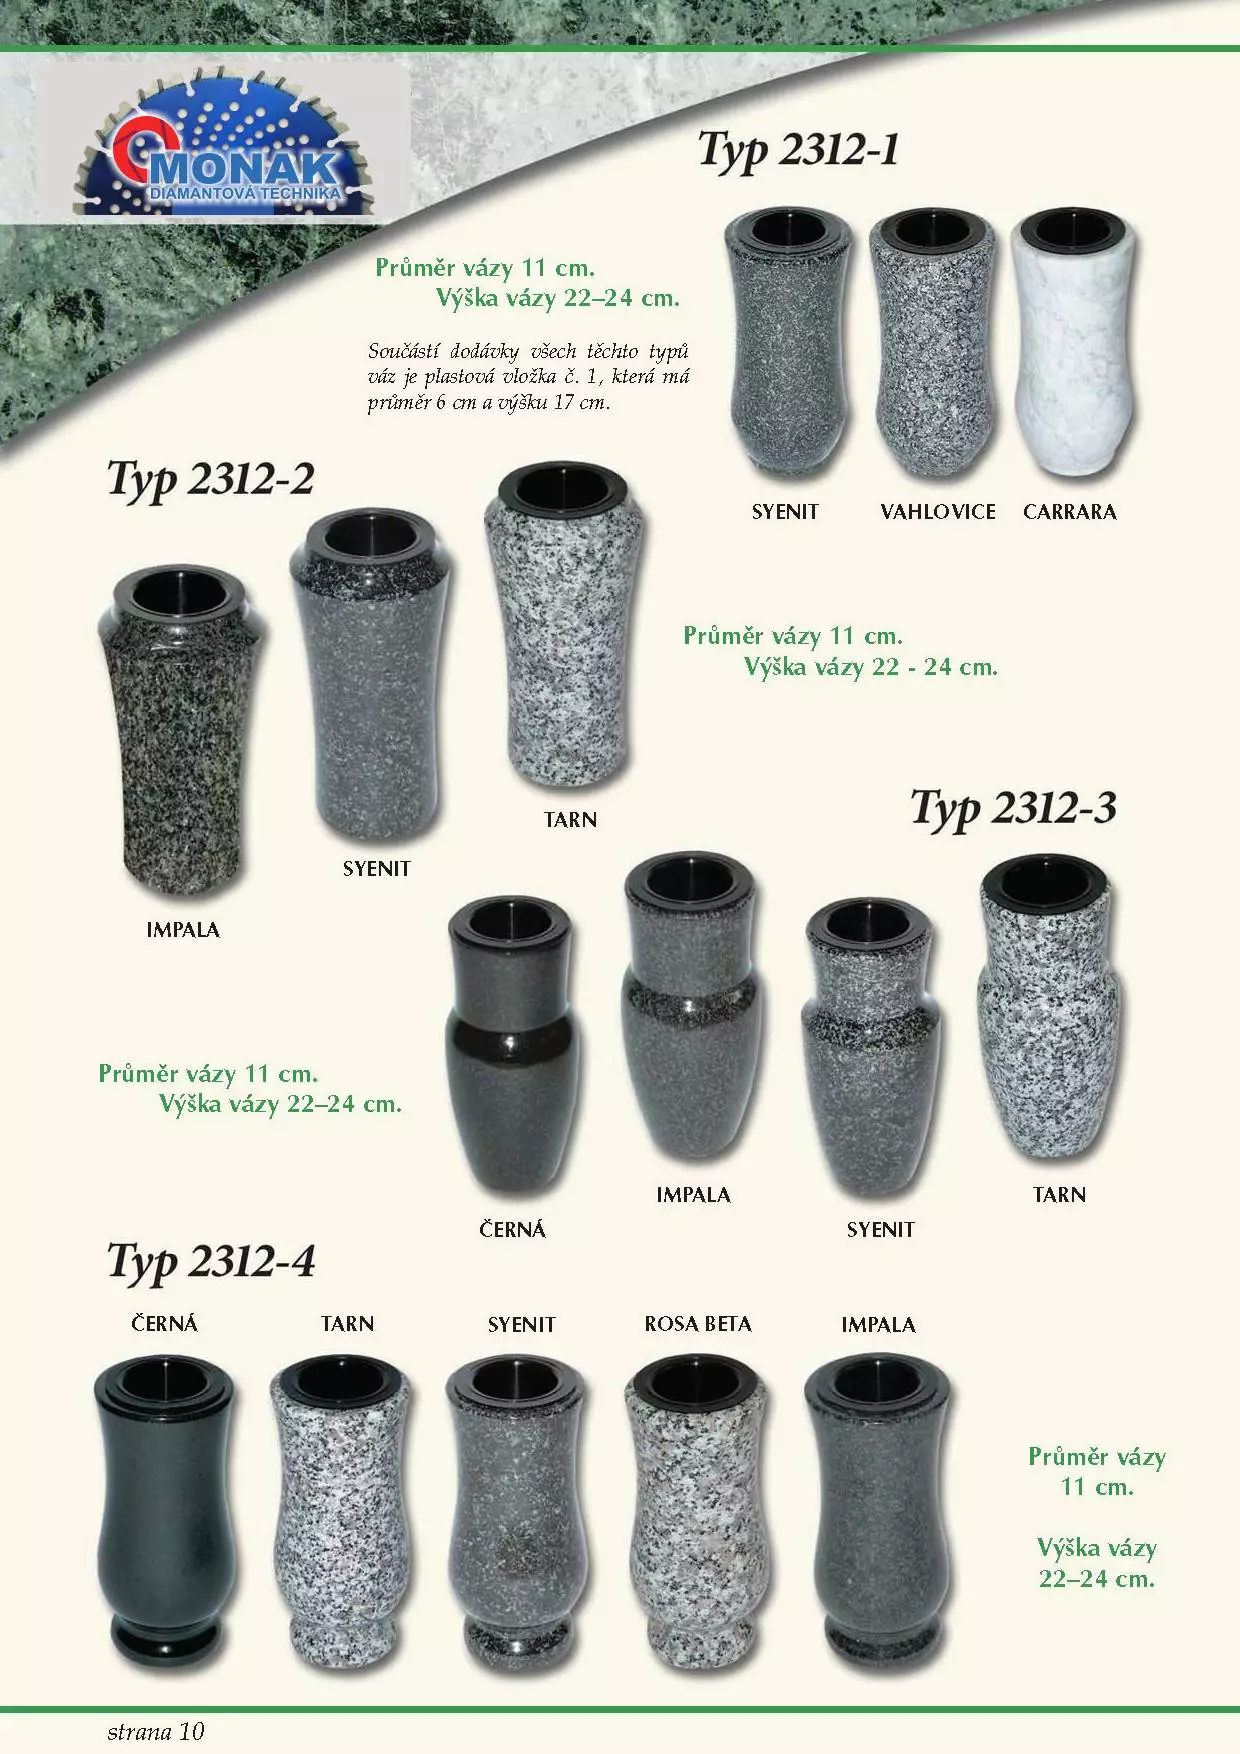 MONAK
DIAMANTOVÁ TECHNIKA
Typ 2312-1
Průměr vázy 11 cm.
Výška vázy 22–24 cm.
Součástí dodávky všech těchto typů
váz je plastová vložka č. 1, která má
průměr 6 cm a výšku 17 cm.
SYENIT VAHLOVICE CARRARA
Typ 2312-2
Průměr vázy 11 cm.
Výška vázy 22 - 24 cm.
TARN
SYENIT
IMPALA
Typ 2312-3
Průměr vázy 11 cm.
Výška vázy 22–24 cm.
IMPALA TARN
ČERNÁ SYENIT
Typ 2312-4
ČERNÁ TARN SYENIT ROSA BETA IMPALA
Průměr vázy
11 cm.
Výška vázy
22–24 cm.
strana 10